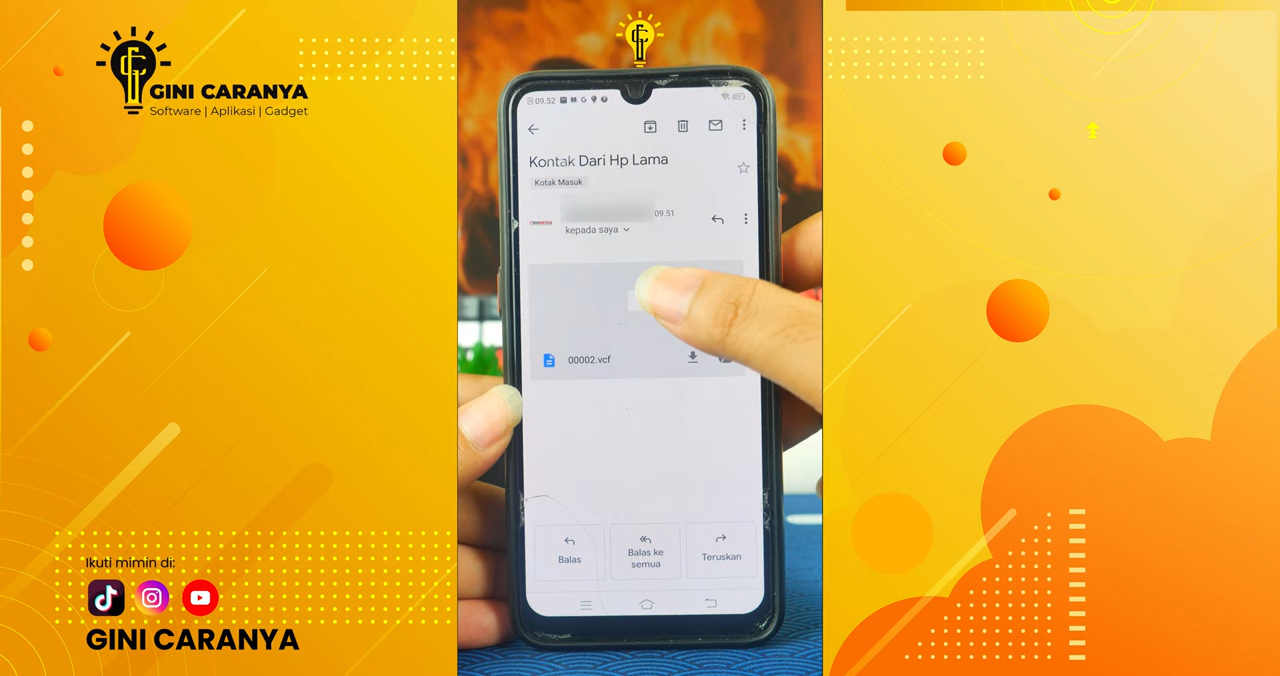 GINI CARANYA
Software | Aplikasi | Gadget
09.52
Kontak Dari Hp Lama
Kotak Masuk
09.51
kepada saya
00002.vcf
Balas
Balas ke
semua
Teruskan
Ikuti mimin di:
GINI CARANYA